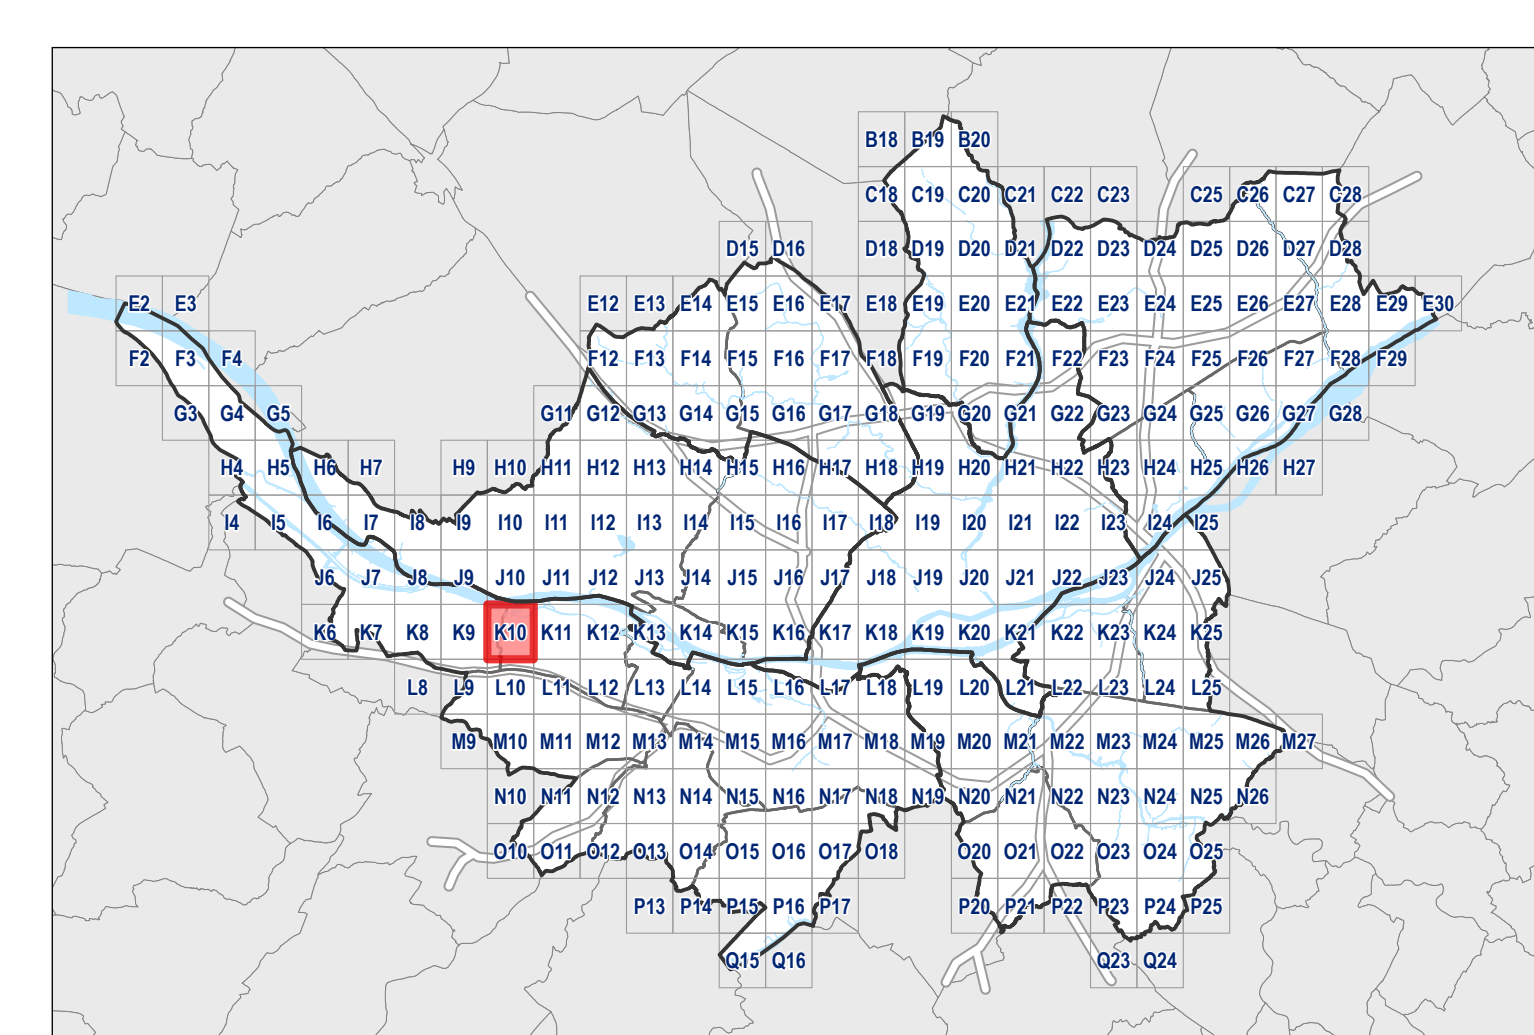 B18 B19 B20
C18 C19 C20 C21 C22 C23 C25 C26 C27 C28
D15 D16 D18 D19 D20 D21 D22 D23 D24 D25 D26 D27 D28
E2 E3 E12 E13 E14 E15 E16 E17 E18 E19 E20 E21 E22 E23 E24 E25 E26 E27 E28 E29 E30
F2 F3 F4 F12 F13 F14 F15 F16 F17 F18 F19 F20 F21 F22 F23 F24 F25 F26 F27 F28 F29
G3 G4 G5 G11 G12 G13 G14 G15 G16 G17 G18 G19 G20 G21 G22 G23 G24 G25 G26 G27 G28
H4 H5 H6 H7 H9 H10 H11 H12 H13 H14 H15 H16 H17 H18 H19 H20 H21 H22 H23 H24 H25 H26 H27
I4 I5 I6 I7 I8 I9 I10 I11 I12 I13 I14 I15 I16 I17 I18 I19 I20 I21 I22 I23 I24 I25
J6 J7 J8 J9 J10 J11 J12 J13 J14 J15 J16 J17 J18 J19 J20 J21 J22 J23 J24 J25
K6 K7 K8 K9 K10 K11 K12 K13 K14 K15 K16 K17 K18 K19 K20 K21 K22 K23 K24 K25
L8 L9 L10 L11 L12 L13 L14 L15 L16 L17 L18 L19 L20 L21 L22 L23 L24 L25
M9 M10 M11 M12 M13 M14 M15 M16 M17 M18 M19 M20 M21 M22 M23 M24 M25 M26 M27
N10 N11 N12 N13 N14 N15 N16 N17 N18 N19 N20 N21 N22 N23 N24 N25 N26
O10 O11 O12 O13 O14 O15 O16 O17 O18 O20 O21 O22 O23 O24 O25
P13 P14 P15 P16 P17 P20 P21 P22 P23 P24 P25
Q15 Q16 Q23 Q24